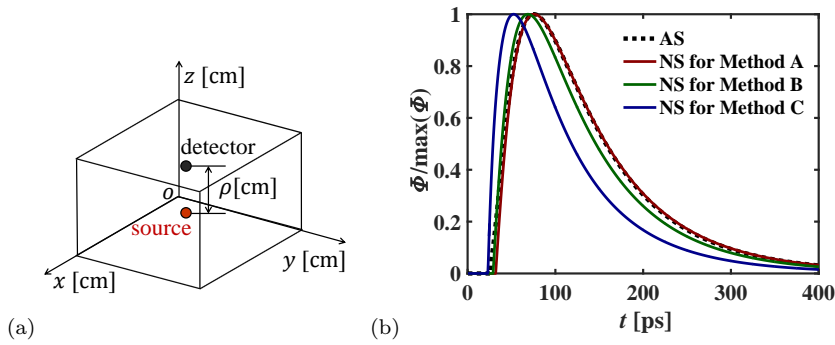 z [cm]
detector
o
ρ[cm]
source
x [cm]
y [cm]
(a)
(b)
Φ/max(Φ)
1
0.8
0.6
0.4
0.2
0
AS
NS for Method A
NS for Method B
NS for Method C
0 100 200 300 400
t [ps]